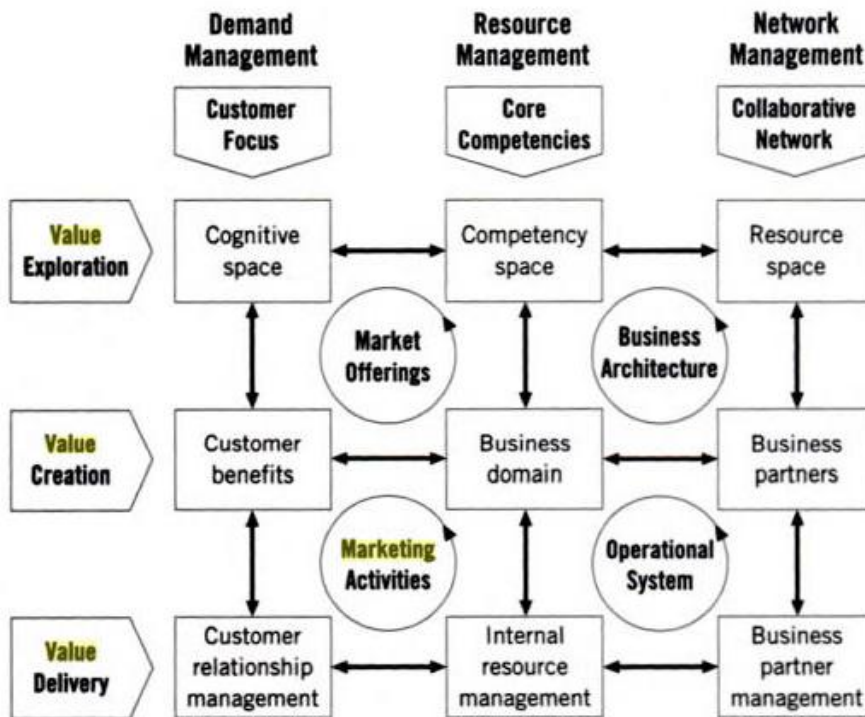 Demand
Management
Resource
Management
Network
Management
Customer
Focus
Core
Competencies
Collaborative
Network
Value
Exploration
Cognitive
space
Competency
space
Resource
space
Market
Offerings
Business
Architecture
Value
Creation
Customer
benefits
Business
domain
Business
partners
Marketing
Activities
Operational
System
Value
Delivery
Customer
relationship
management
Internal
resource
management
Business
partner
management